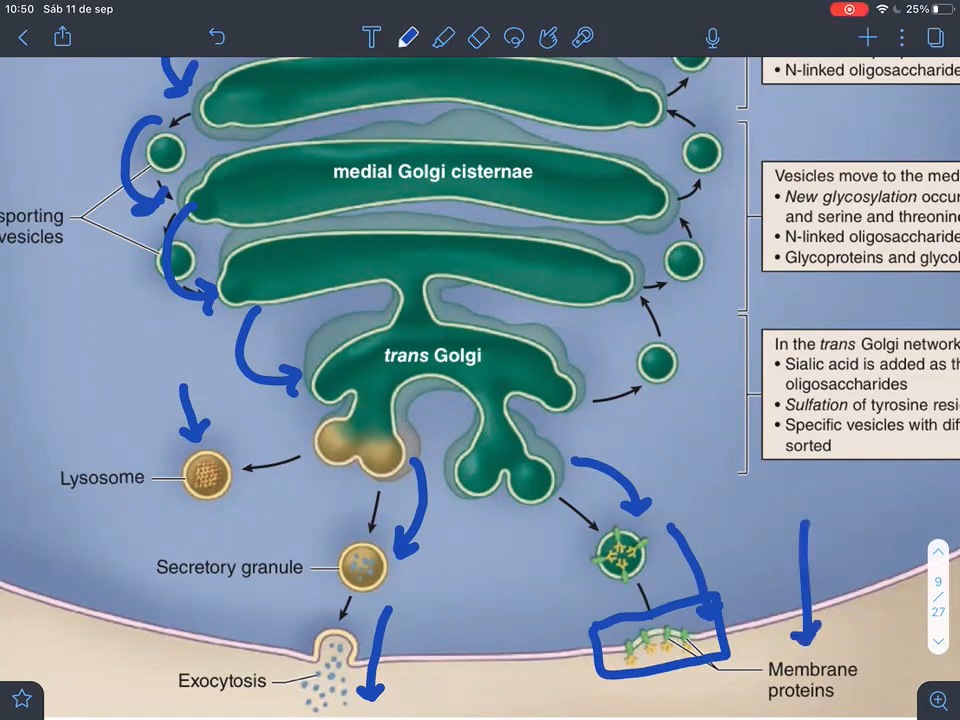 10:50 Sáb 11 de sep
25%
T
• N-linked oligosaccharide
medial Golgi cisternae
Vesicles move to the med
• New glycosylation occur
and serine and threonine
• N-linked oligosaccharide
• Glycoproteins and glycol
sporting
vesicles
trans Golgi
In the trans Golgi network
• Sialic acid is added as th
oligosaccharides
• Sulfation of tyrosine resi
• Specific vesicles with dif
sorted
Lysosome
Secretory granule
9
/
27
Exocytosis
Membrane
proteins